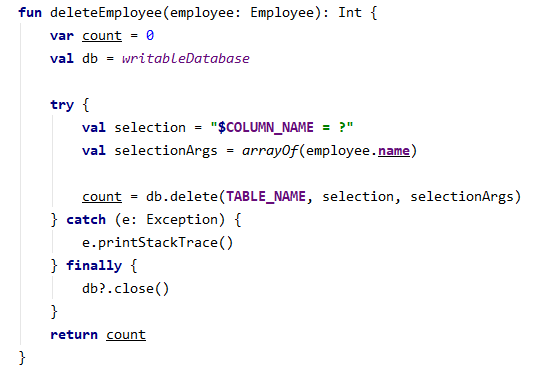 fun deleteEmployee(employee: Employee): Int {
    var count = 0
    val db = writableDatabase

    try {
        val selection = "$COLUMN_NAME = ?"
        val selectionArgs = arrayOf(employee.name)

        count = db.delete(TABLE_NAME, selection, selectionArgs)
    } catch (e: Exception) {
        e.printStackTrace()
    } finally {
        db?.close()
    }
    return count
}